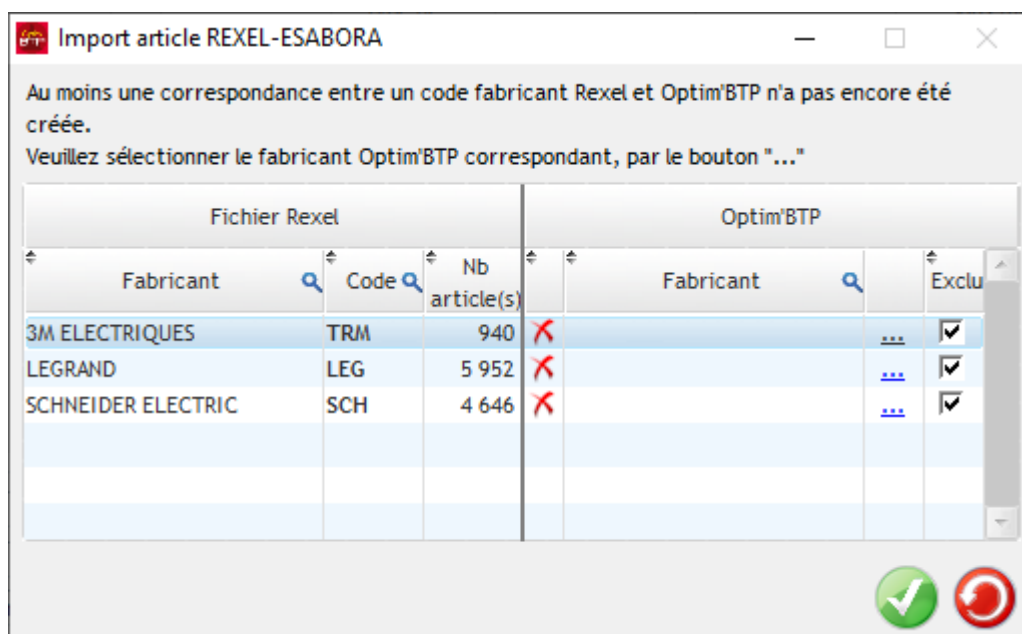 Import article REXEL-ESABORA
Au moins une correspondance entre un code fabricant Rexel et Optim'BTP n'a pas encore été
créée.
Veuillez sélectionner le fabricant Optim'BTP correspondant, par le bouton "..."
Fichier Rexel Optim'BTP
Fabricant Code Nb article(s) Fabricant Exclu
3M ELECTRIQUES TRM 940 ...
LEGRAND LEG 5 952 ...
SCHNEIDER ELECTRIC SCH 4 646 ...